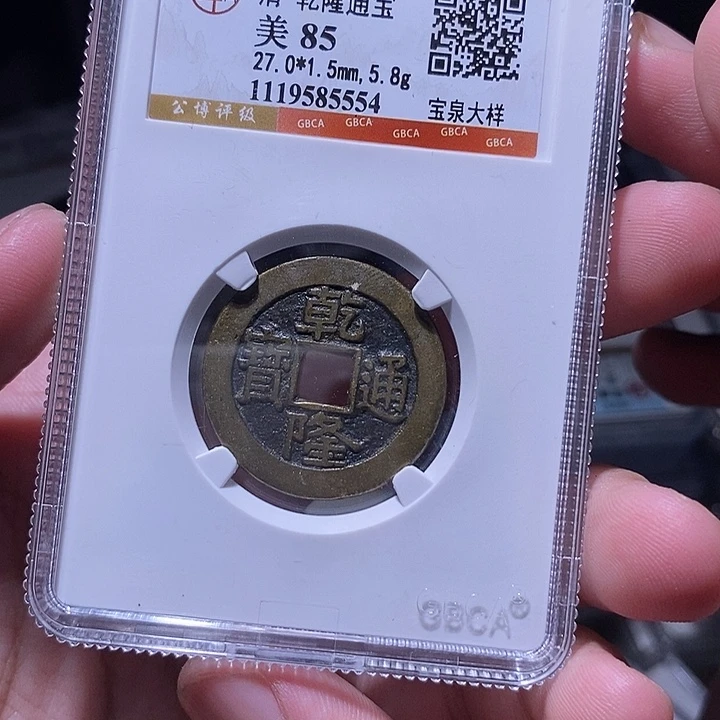 清 乾隆通宝
美 85
27.0*1.5mm, 5.8g
1119585554
宝泉大样
公博评级
GBCA GBCA GBCA GBCA GBCA
乾
寶 通
隆
GBCA